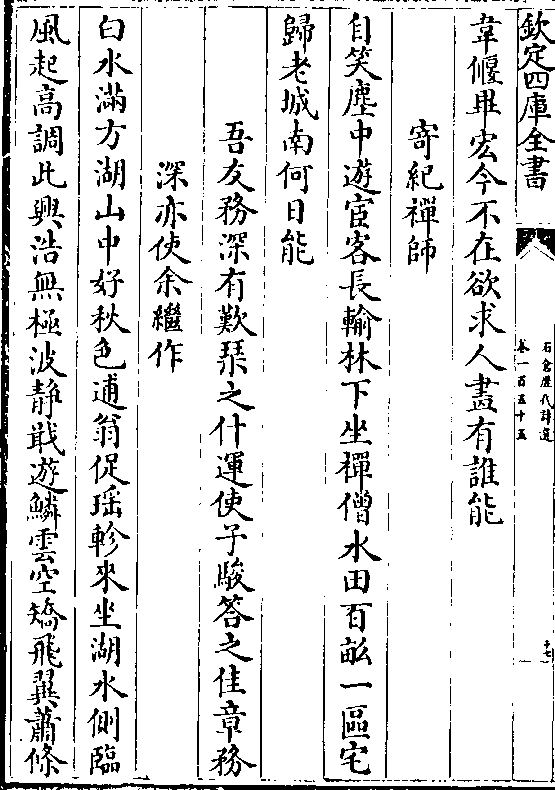 欽定四庫全書
石倉歷代詩選
卷一百五十五
十七
韋偃畢宏今不在欲求人畫有誰能
寄紀禪師
自笑塵中遊宦客長輸林下坐禪僧水田百畝一區宅
歸老城南何日能
吾友務深有歎琹之什運使子駿答之佳章務
深亦使余繼作
白水滿方湖山中好秋色逋翁促瑶軫來坐湖水側臨
風起高調此興浩無極波静戢遊鱗雲空矯飛翼蕭條